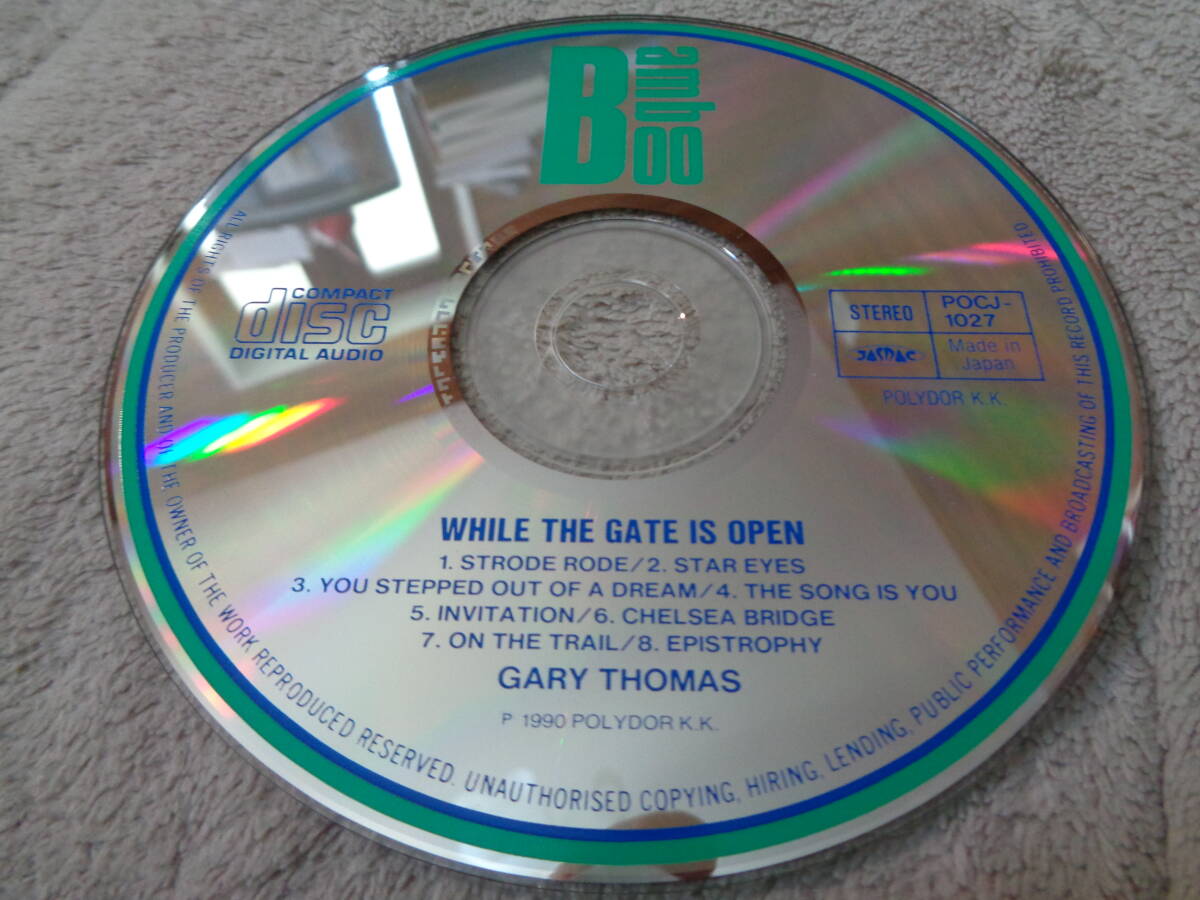 Bamboo
COMPACT
disc
DIGITAL AUDIO
STEREO
POCJ-
1027
Made in
Japan
POLYDOR K.K.
WHILE THE GATE IS OPEN
1. STRODE RODE/2. STAR EYES
3. YOU STEPPED OUT OF A DREAM/4. THE SONG IS YOU
5. INVITATION/6. CHELSEA BRIDGE
7. ON THE TRAIL/8. EPISTROPHY
GARY THOMAS
P 1990 POLYDOR K.K.
ALL RIGHTS OF THE PRODUCER AND OF THE OWNER OF THE WORK REPRODUCED RESERVED. UNAUTHORISED COPYING, HIRING, LENDING, PUBLIC PERFORMANCE AND BROADCASTING OF THIS RECORD PROHIBITED